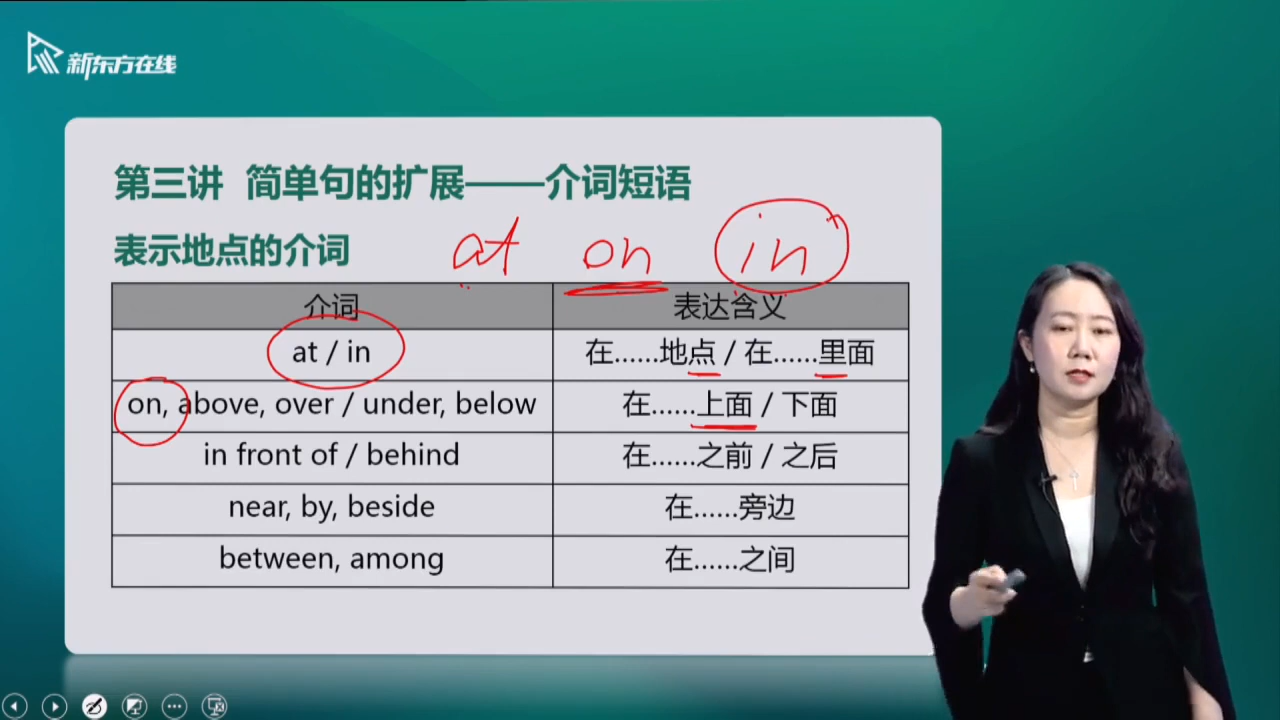 新东方在线
第三讲 简单句的扩展——介词短语
表示地点的介词 at on in
介词 表达含义
at / in 在……地点 / 在……里面
on, above, over / under, below 在……上面 / 下面
in front of / behind 在……之前 / 之后
near, by, beside 在……旁边
between, among 在……之间